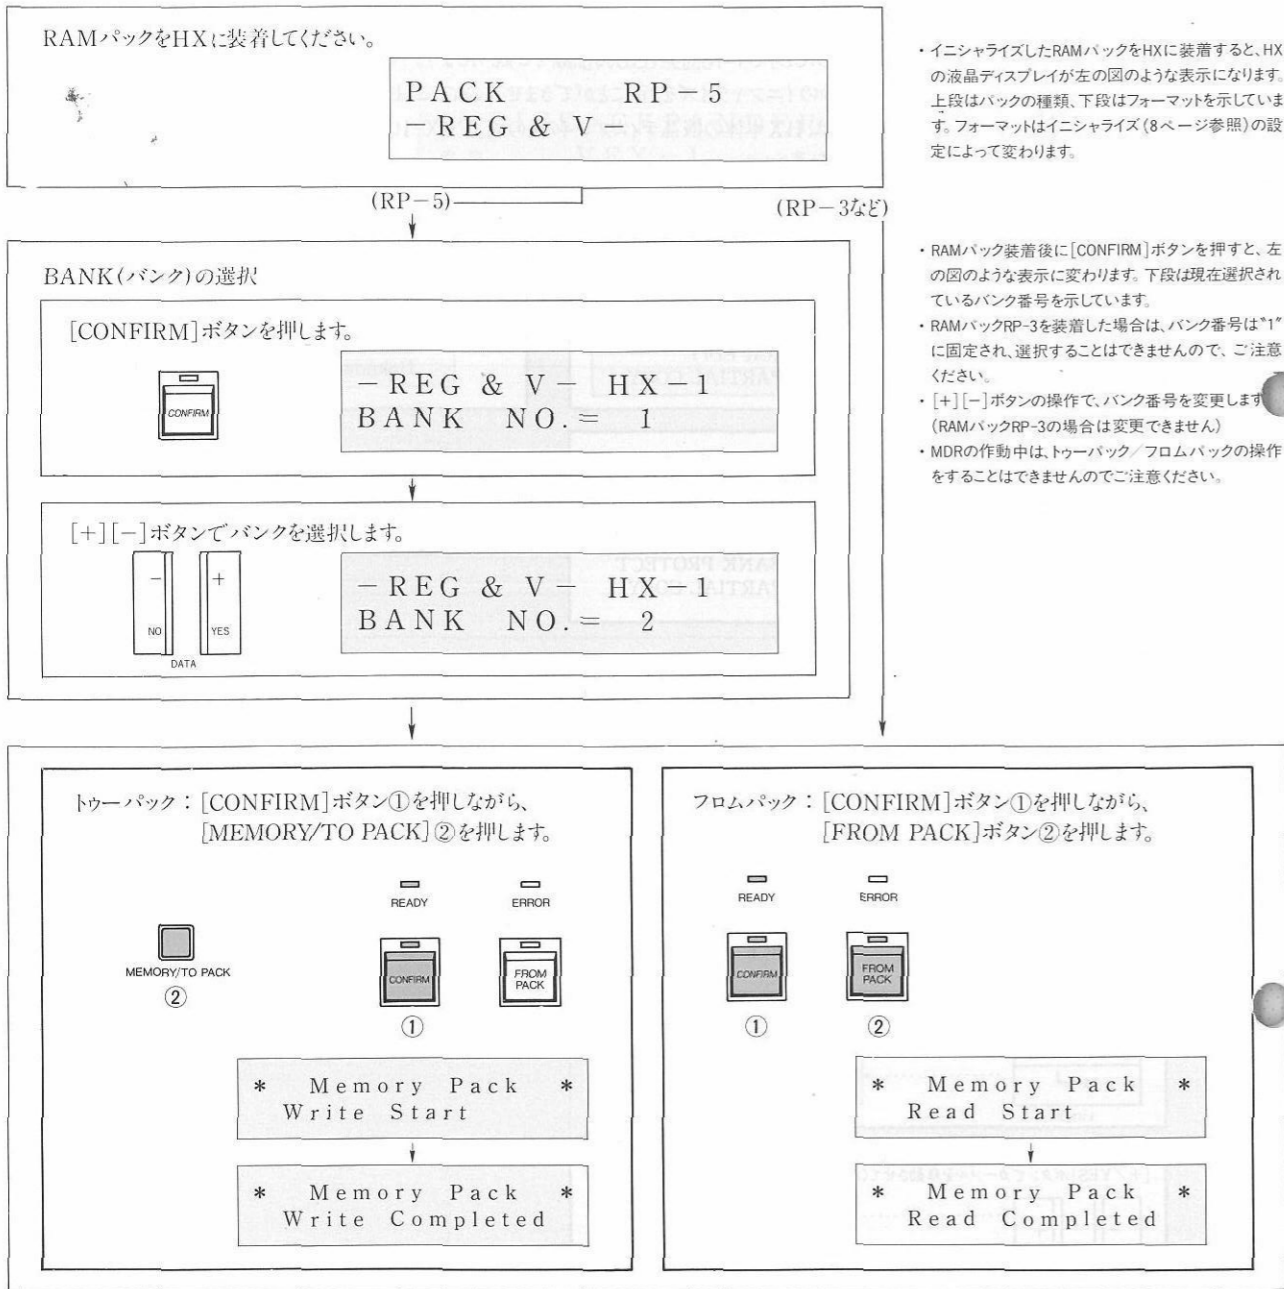 RAMパックをHXに装着してください。
PACK RP-5
-REG & V-
・イニシャライズしたRAMパックをHXに装着すると、HX
の液晶ディスプレイが左の図のような表示になります。
上段はパックの種類、下段はフォーマットを示していま
す。フォーマットはイニシャライズ(8ページ参照)の設
定によって変わります。
(RP-5)
(RP-3など)
BANK(バンク)の選択
[CONFIRM]ボタンを押します。
CONFIRM
-REG & V- HX-1
BANK NO.= 1
[+][-]ボタンでバンクを選択します。
- +
NO YES
DATA
-REG & V- HX-1
BANK NO.= 2
・RAMパック装着後に[CONFIRM]ボタンを押すと、左
の図のような表示に変わります。下段は現在選択され
ているバンク番号を示しています。
・RAMパックRP-3を装着した場合は、バンク番号は"1"
に固定され、選択することはできませんので、ご注意
ください。
・[+][-]ボタンの操作で、バンク番号を変更します
(RAMパックRP-3の場合は変更できません)
・MDRの作動中は、トゥーパック/フロムパックの操作
をすることはできませんのでご注意ください。
トゥーパック:[CONFIRM]ボタン①を押しながら、
[MEMORY/TO PACK]②を押します。
READY ERROR
MEMORY/TO PACK
CONFIRM
FROM
PACK
②
①
* Memory Pack *
Write Start
* Memory Pack *
Write Completed
フロムパック:[CONFIRM]ボタン①を押しながら、
[FROM PACK]ボタン②を押します。
READY ERROR
CONFIRM
FROM
PACK
① ②
* Memory Pack *
Read Start
* Memory Pack *
Read Completed